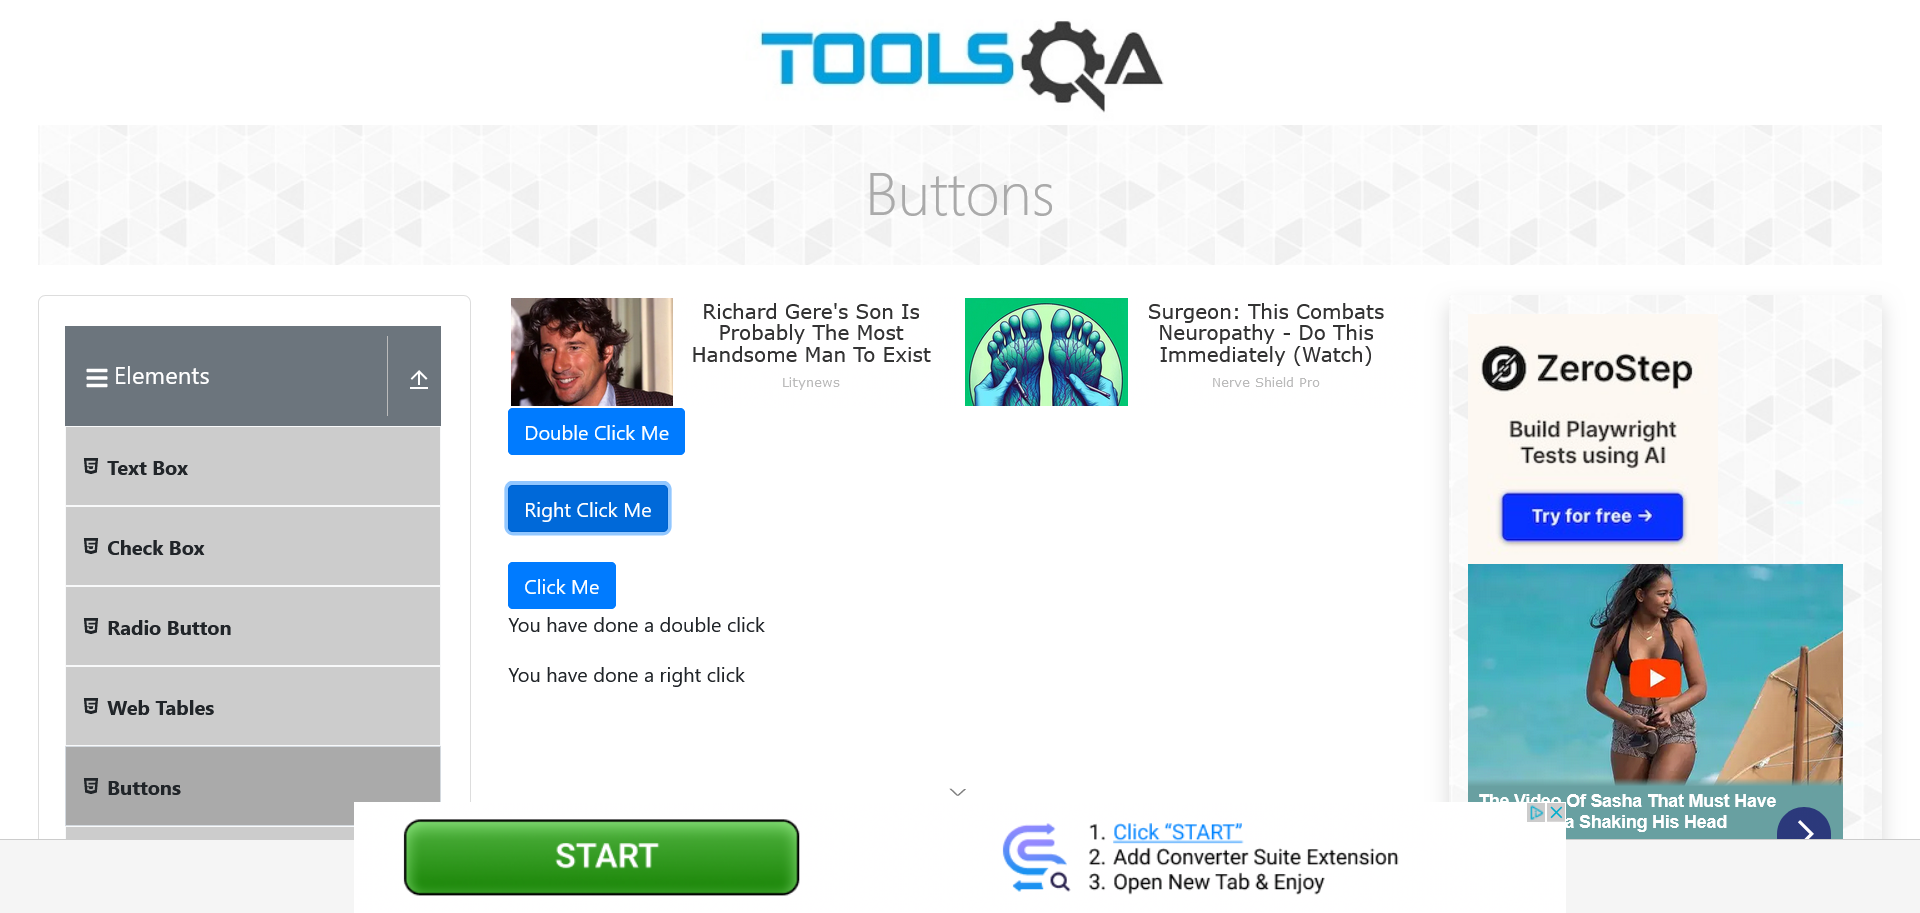 TOOLSQA
Buttons
Elements
Text Box
Check Box
Radio Button
Web Tables
Buttons
Richard Gere's Son Is
Probably The Most
Handsome Man To Exist
Litynews
Surgeon: This Combats
Neuropathy - Do This
Immediately (Watch)
Nerve Shield Pro
Double Click Me
Right Click Me
Click Me
You have done a double click
You have done a right click
ZeroStep
Build Playwright
Tests using AI
Try for free →
The Video Of Sasha That Must Have
a Shaking His Head
START
1. Click “START”
2. Add Converter Suite Extension
3. Open New Tab & Enjoy